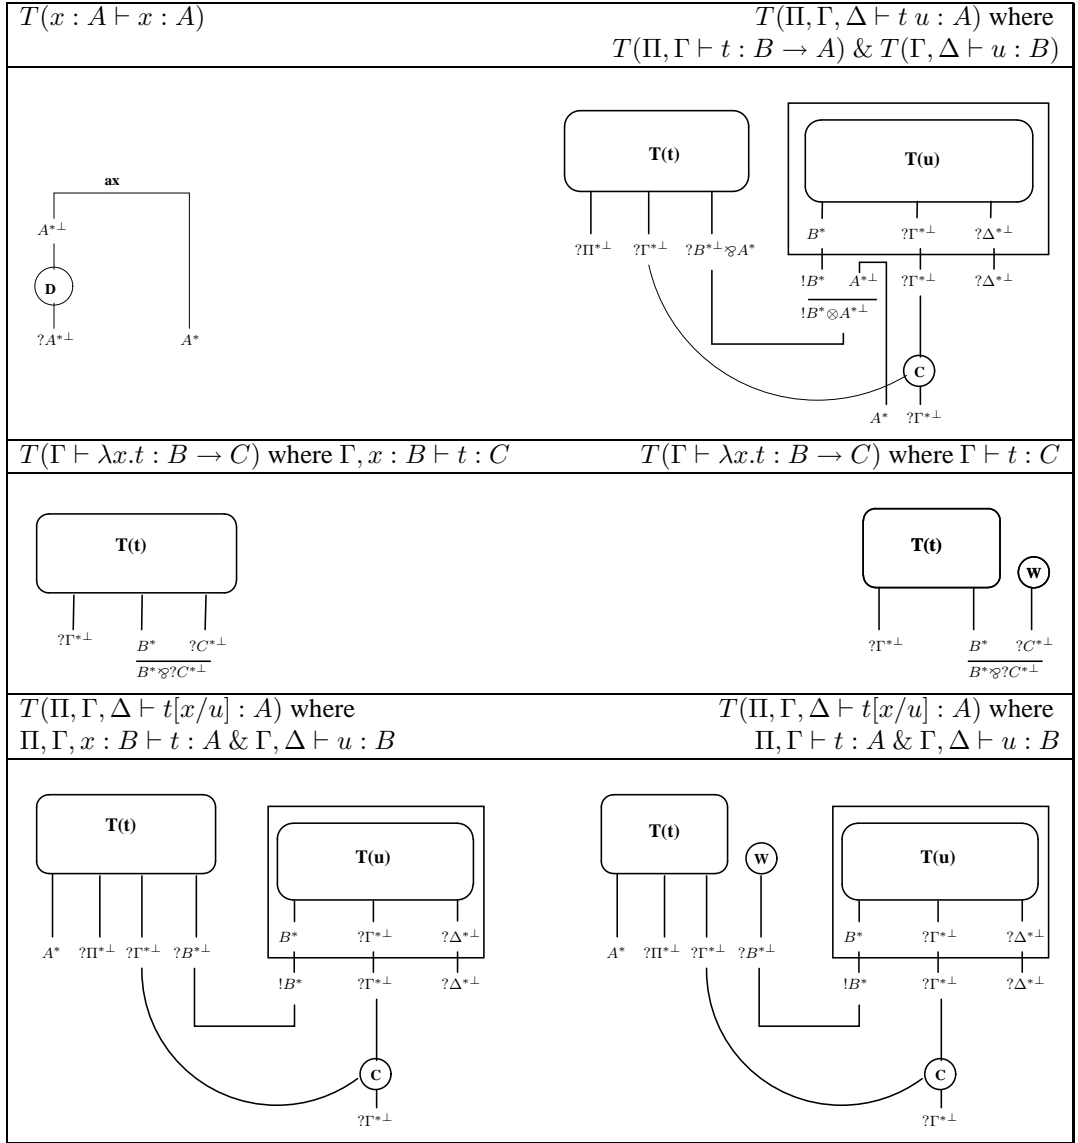 T(x : A ⊢ x : A)
T(Π, Γ, Δ ⊢ t u : A) where
T(Π, Γ ⊢ t : B → A) & T(Γ, Δ ⊢ u : B)
ax
A*⊥
D
?A*⊥ A*
T(t) T(u)
B* ?Γ*⊥ ?Δ*⊥
?Π*⊥ ?Γ*⊥ ?B*⊥⅋A*
!B* A*⊥ ?Γ*⊥ ?Δ*⊥
!B*⊗A*⊥
C
A* ?Γ*⊥
T(Γ ⊢ λx.t : B → C) where Γ, x : B ⊢ t : C
T(Γ ⊢ λx.t : B → C) where Γ ⊢ t : C
T(t)
?Γ*⊥ B* ?C*⊥
B*⅋?C*⊥
T(t) W
?Γ*⊥ B* ?C*⊥
B*⅋?C*⊥
T(Π, Γ, Δ ⊢ t[x/u] : A) where
Π, Γ, x : B ⊢ t : A & Γ, Δ ⊢ u : B
T(Π, Γ, Δ ⊢ t[x/u] : A) where
Π, Γ ⊢ t : A & Γ, Δ ⊢ u : B
T(t) T(u)
A* ?Π*⊥ ?Γ*⊥ ?B*⊥ B* ?Γ*⊥ ?Δ*⊥
!B* ?Γ*⊥ ?Δ*⊥
C
?Γ*⊥
T(t) W T(u)
A* ?Π*⊥ ?Γ*⊥ ?B*⊥ B* ?Γ*⊥ ?Δ*⊥
!B* ?Γ*⊥ ?Δ*⊥
C
?Γ*⊥